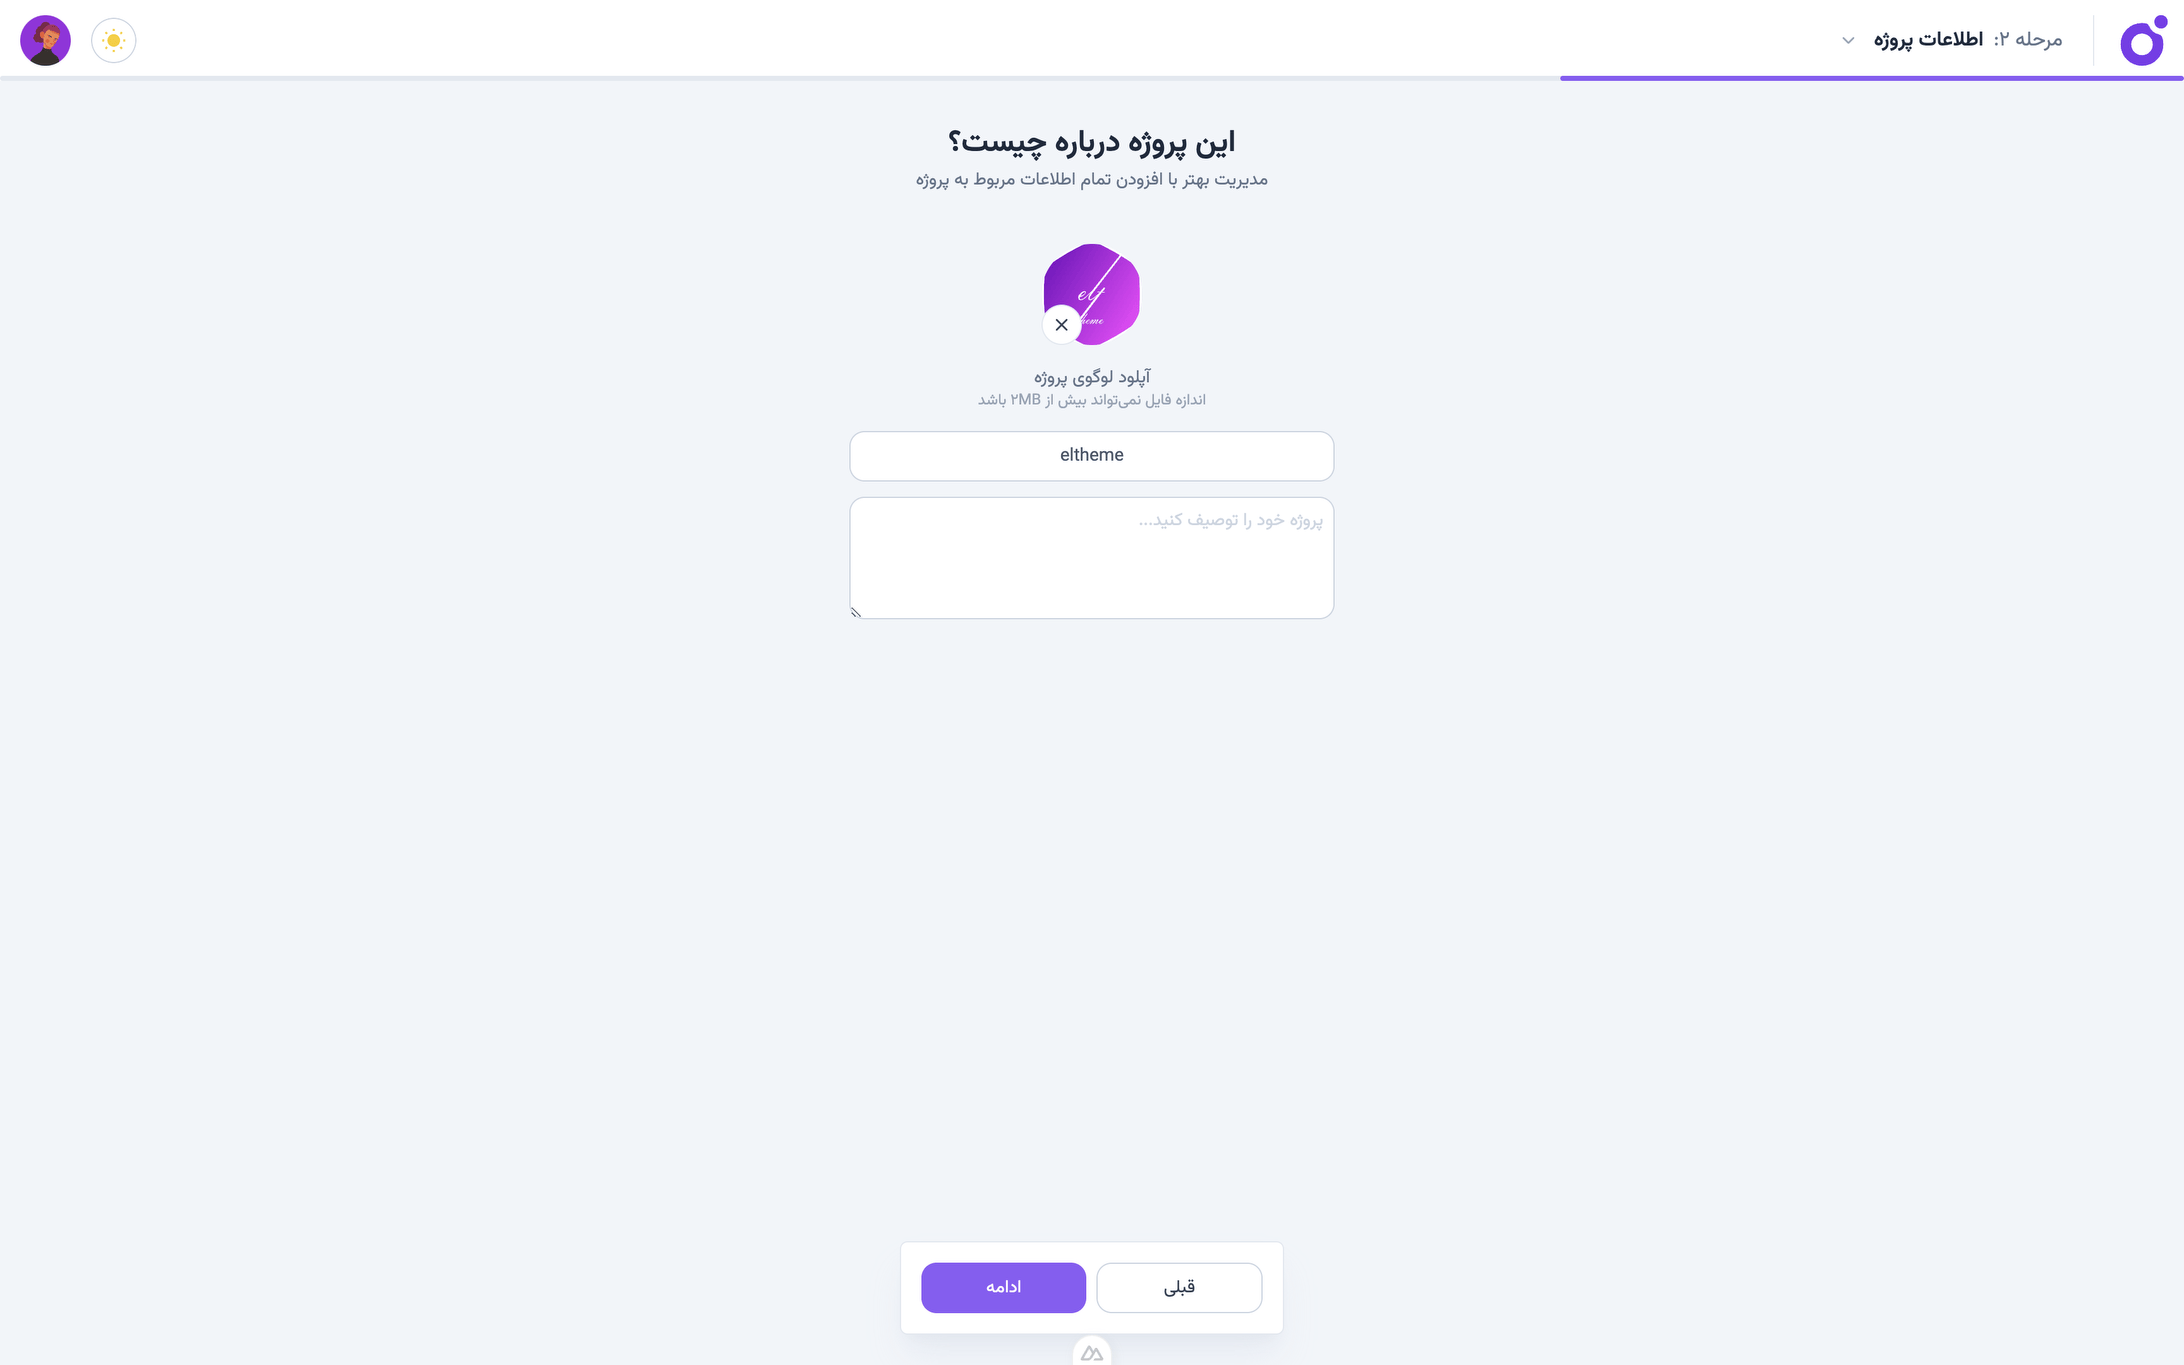 مرحله ۲: اطلاعات پروژه
این پروژه درباره چیست؟
مدیریت بهتر با افزودن تمام اطلاعات مربوط به پروژه
elt
آپلود لوگوی پروژه
اندازه فایل نمی‌تواند بیش از ۲MB باشد
eltheme
پروژه خود را توصیف کنید...
قبلی
ادامه